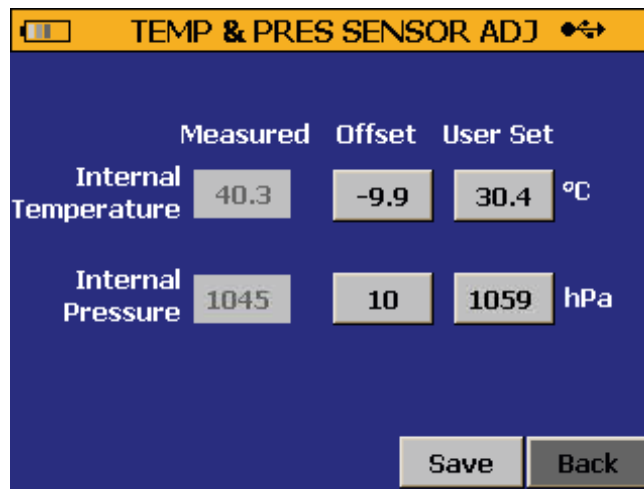 TEMP & PRES SENSOR ADJ
Measured Offset User Set
Internal Temperature 40.3 -9.9 30.4 ºC
Internal Pressure 1045 10 1059 hPa
Save Back